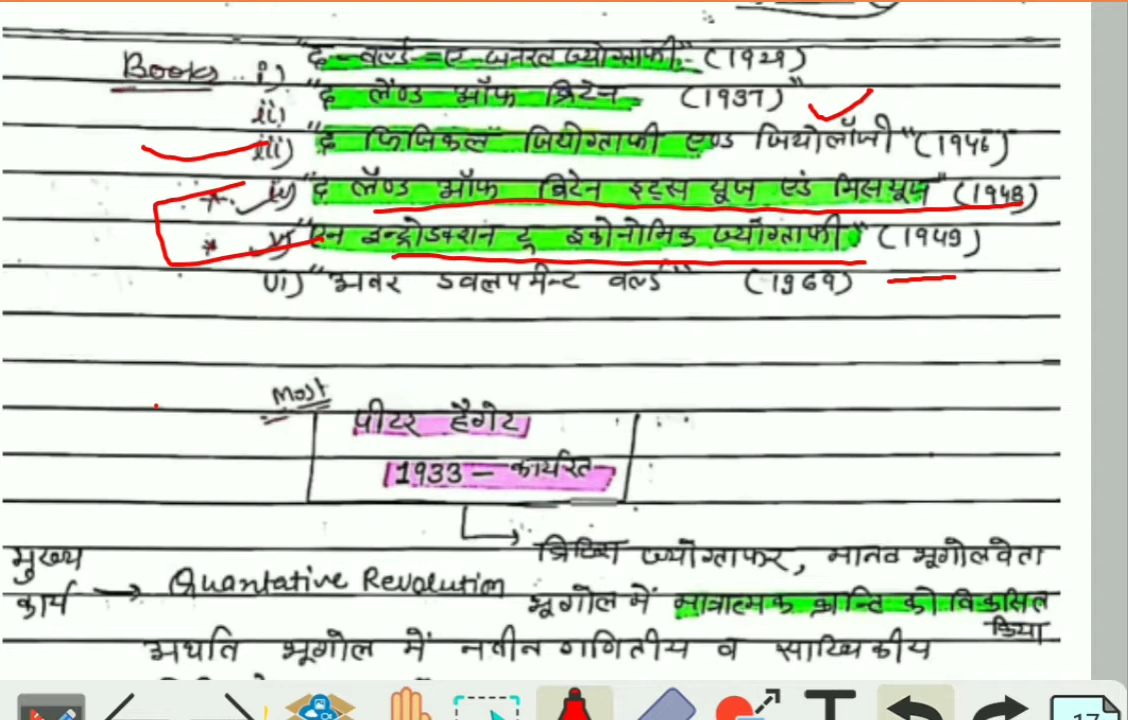 Books i) "द-वर्ल्ड-ए-जनरल ज्योग्राफी" (1929)
ii) "द लैण्ड ऑफ ब्रिटेन (1937)"
iii) "द फिजिकल जियोग्राफी एण्ड जियोलॉजी" (1946)
* iv) "द लैण्ड ऑफ ब्रिटेन इट्स यूज एंड मिसयूज" (1948)
* v) "एन इन्ट्रोडक्शन टू इकोनोमिक ज्योग्राफी" (1949)
vi) "अवर डवलपमेन्ट वर्ल्ड" (1969)
Most
पीटर हैगेट
1933 - कार्यरत
ब्रिटिश ज्योग्राफर, मानव भूगोलवेता
मुख्य कार्य → Quantative Revolution भूगोल में मात्रात्मक क्रान्ति को विकसित किया
अर्थात भूगोल में नवीन गणितीय व सांख्यिकीय
17